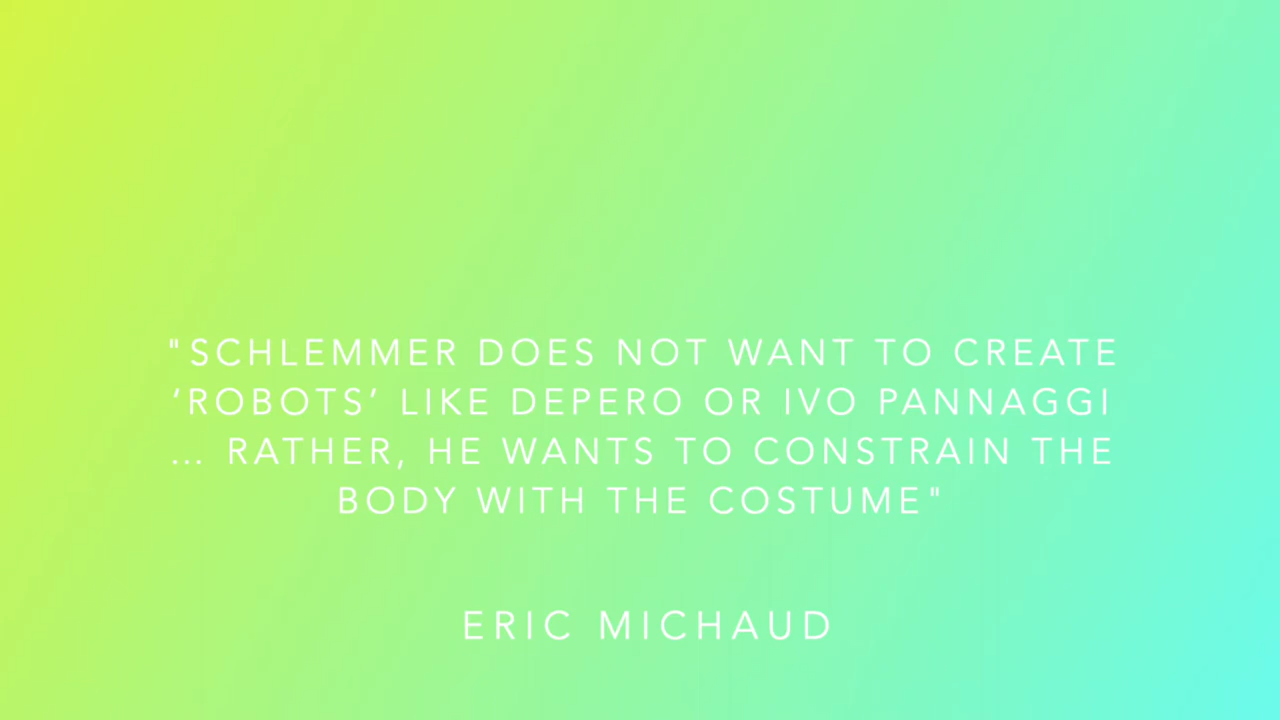 "SCHLEMMER DOES NOT WANT TO CREATE
‘ROBOTS’ LIKE DEPERO OR IVO PANNAGGI
... RATHER, HE WANTS TO CONSTRAIN THE
BODY WITH THE COSTUME"
ERIC MICHAUD